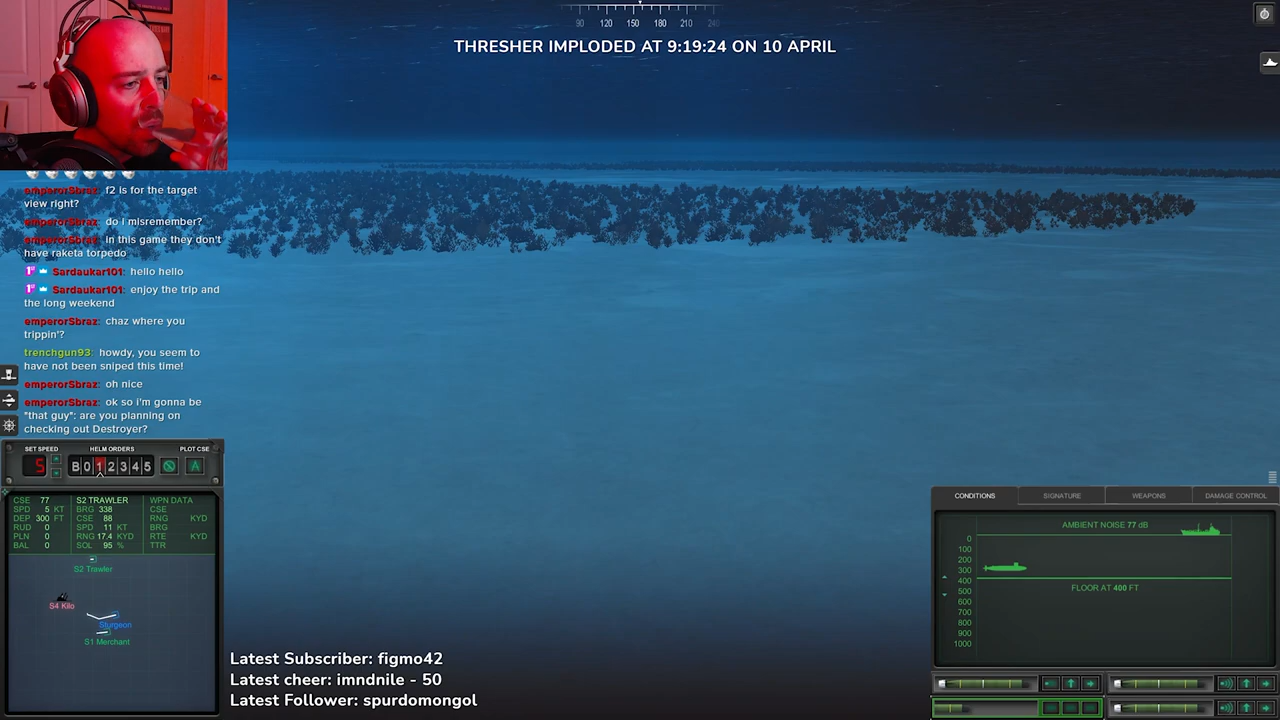 90 120 150 180 210 240
THRESHER IMPLODED AT 9:19:24 ON 10 APRIL
emperorSbraz: f2 is for the target
view right?
emperorSbraz: do I misremember?
emperorSbraz: in this game they don't
have raketa torpedo
Sardaukar101: hello hello
Sardaukar101: enjoy the trip and
the long weekend
emperorSbraz: chaz where you
trippin'?
trenchgun93: howdy, you seem to
have not been sniped this time!
emperorSbraz: oh nice
emperorSbraz: ok so i'm gonna be
"that guy": are you planning on
checking out Destroyer?
SET SPEED HELM ORDERS PLOT CSE
5 B 0 1 2 3 4 5 A
CSE 77 S2 TRAWLER WPN DATA
SPD 5 KT BRG 338 CSE
DEP 300 FT CSE 88 RNG KYD
RUD 0 SPD 11 KT BRG
PLN 0 RNG 17.4 KYD RTE KYD
BAL 0 SOL 95 % TTR
S2 Trawler
S4 Kilo
Sturgeon
S1 Merchant
Latest Subscriber: figmo42
Latest cheer: imndnile - 50
Latest Follower: spurdomongol
CONDITIONS SIGNATURE WEAPONS DAMAGE CONTROL
AMBIENT NOISE 77 dB
0
100
200
300
400
500
600
700
800
900
1000
FLOOR AT 400 FT